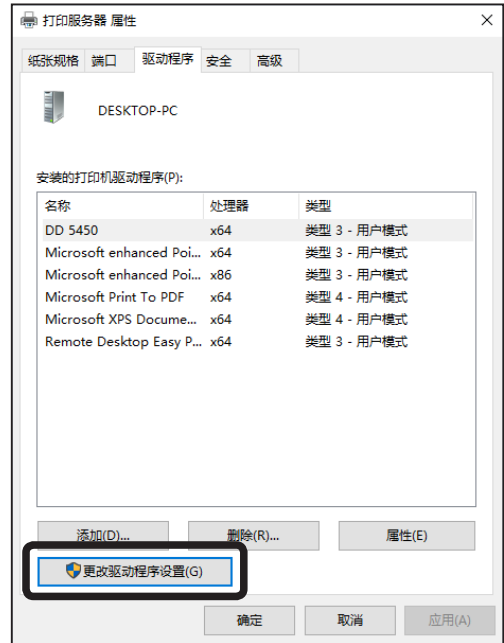 打印服务器 属性
纸张规格 端口 驱动程序 安全 高级
DESKTOP-PC
安装的打印机驱动程序(P):
名称 处理器 类型
DD 5450 x64 类型 3 - 用户模式
Microsoft enhanced Poi... x64 类型 3 - 用户模式
Microsoft enhanced Poi... x86 类型 3 - 用户模式
Microsoft Print To PDF x64 类型 4 - 用户模式
Microsoft XPS Docume... x64 类型 4 - 用户模式
Remote Desktop Easy P... x64 类型 3 - 用户模式
添加(D)... 删除(R)... 属性(E)
更改驱动程序设置(G)
确定 取消 应用(A)